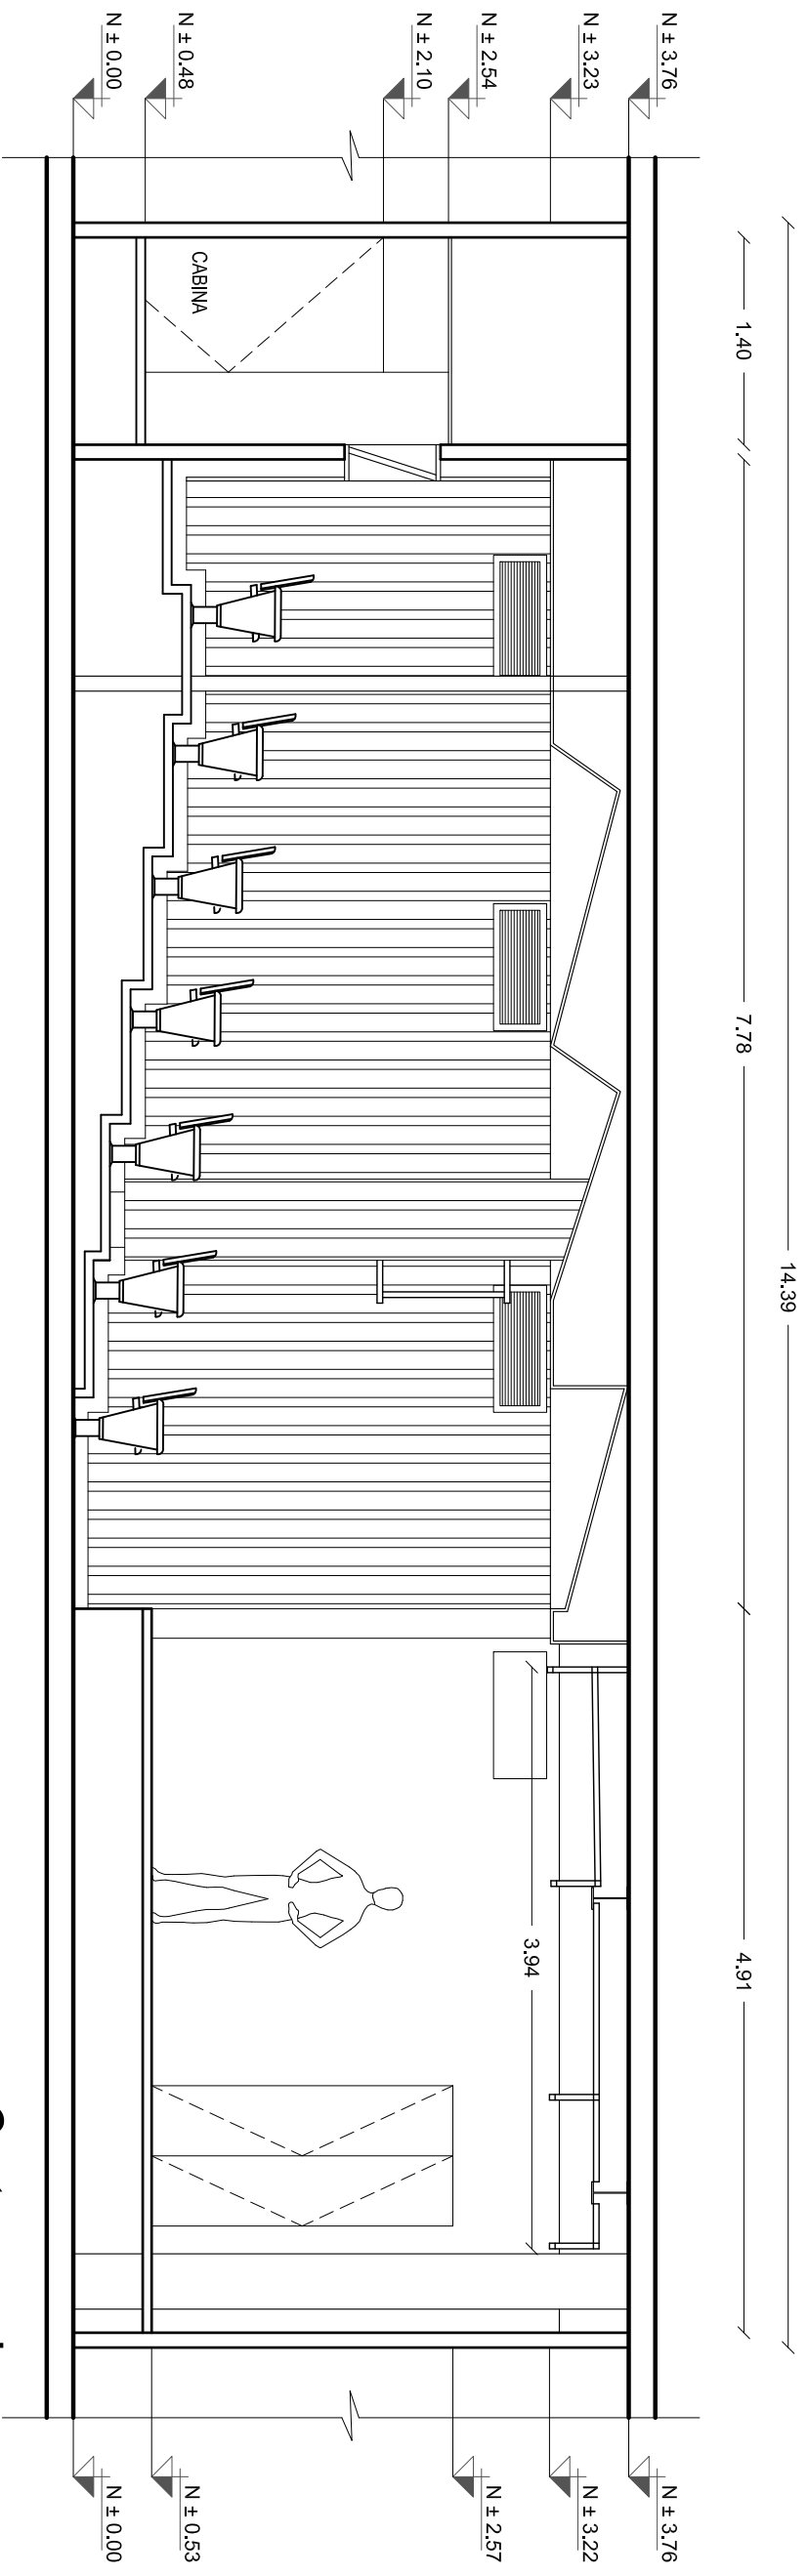 14.39
1.40
7.78
4.91
N ± 3.76
N ± 3.23
N ± 2.54
N ± 2.10
N ± 0.48
N ± 0.00
CABINA
3.94
N ± 3.76
N ± 3.22
N ± 2.57
N ± 0.53
N ± 0.00